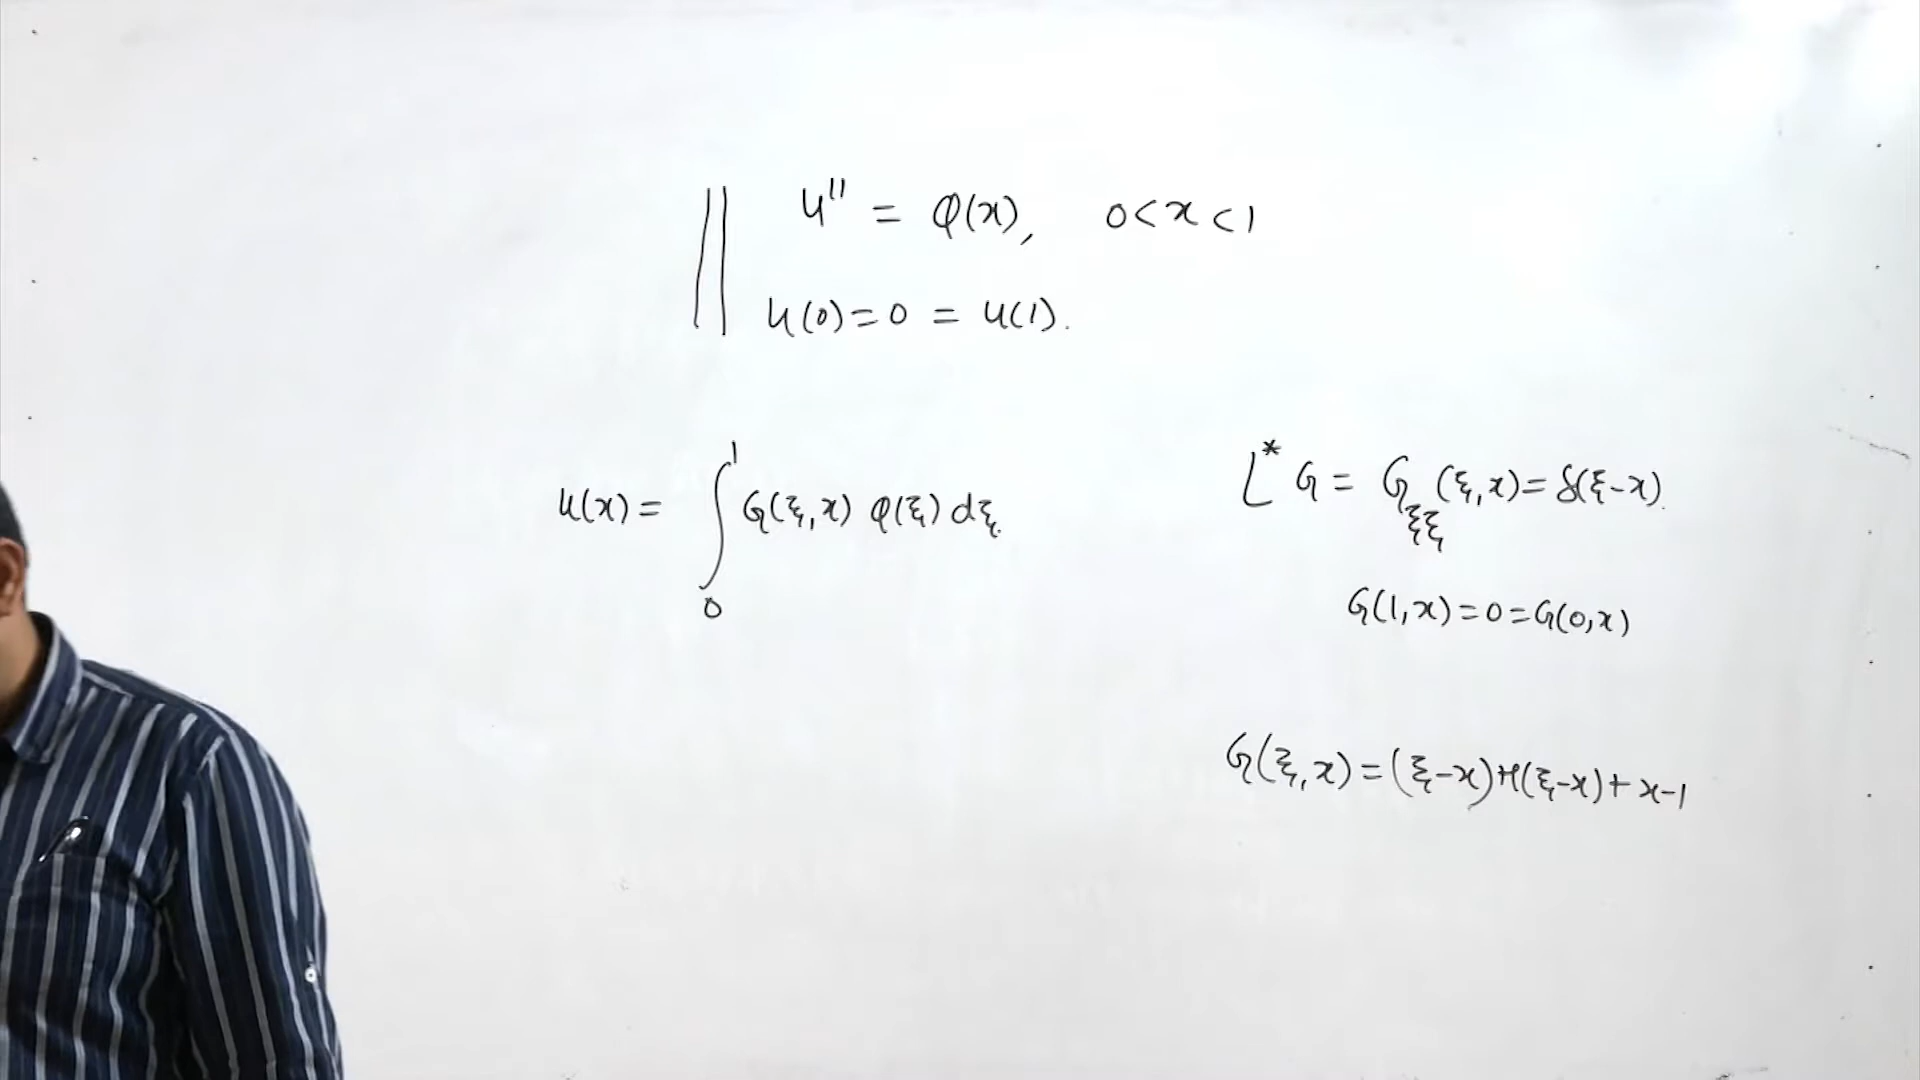 u'' = φ(x), 0<x<1
u(0)=0 = u(1).
u(x) = ∫₀¹ G(ξ,x) φ(ξ) dξ.
L* G = G_ξξ (ξ,x) = δ(ξ-x).
G(1,x)=0=G(0,x)
G(ξ,x)=(ξ-x)H(ξ-x)+x-1